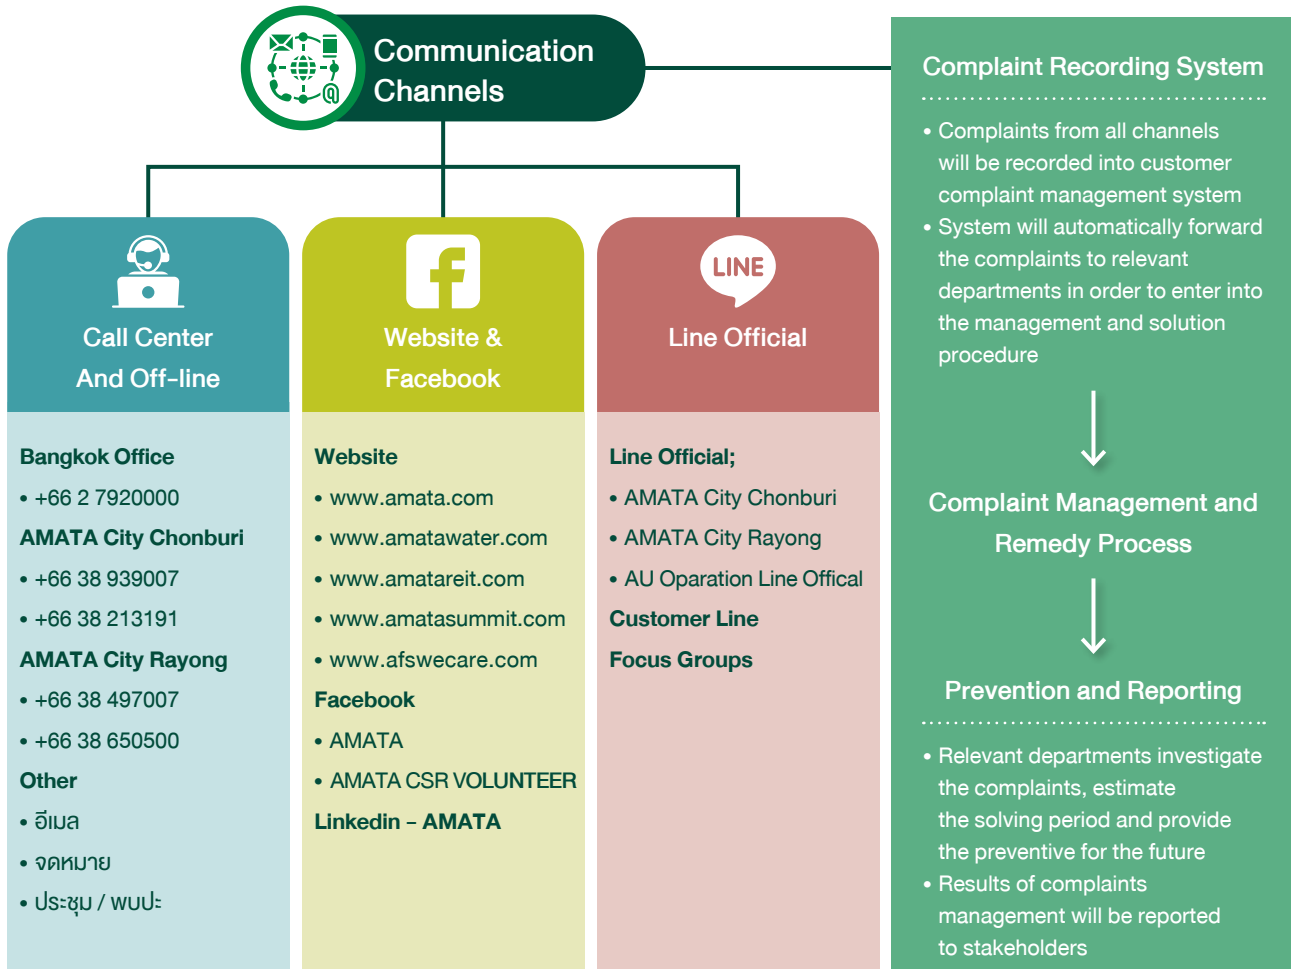 Communication
Channels
Call Center
And Off-line
Bangkok Office
• +66 2 7920000
AMATA City Chonburi
• +66 38 939007
• +66 38 213191
AMATA City Rayong
• +66 38 497007
• +66 38 650500
Other
• อีเมล
• จดหมาย
• ประชุม / พบปะ
Website &
Facebook
Website
• www.amata.com
• www.amatawater.com
• www.amatareit.com
• www.amatasummit.com
• www.afswecare.com
Facebook
• AMATA
• AMATA CSR VOLUNTEER
Linkedin – AMATA
LINE
Line Official
Line Official;
• AMATA City Chonburi
• AMATA City Rayong
• AU Oparation Line Offical
Customer Line
Focus Groups
Complaint Recording System
• Complaints from all channels
will be recorded into customer
complaint management system
• System will automatically forward
the complaints to relevant
departments in order to enter into
the management and solution
procedure
Complaint Management and
Remedy Process
Prevention and Reporting
• Relevant departments investigate
the complaints, estimate
the solving period and provide
the preventive for the future
• Results of complaints
management will be reported
to stakeholders